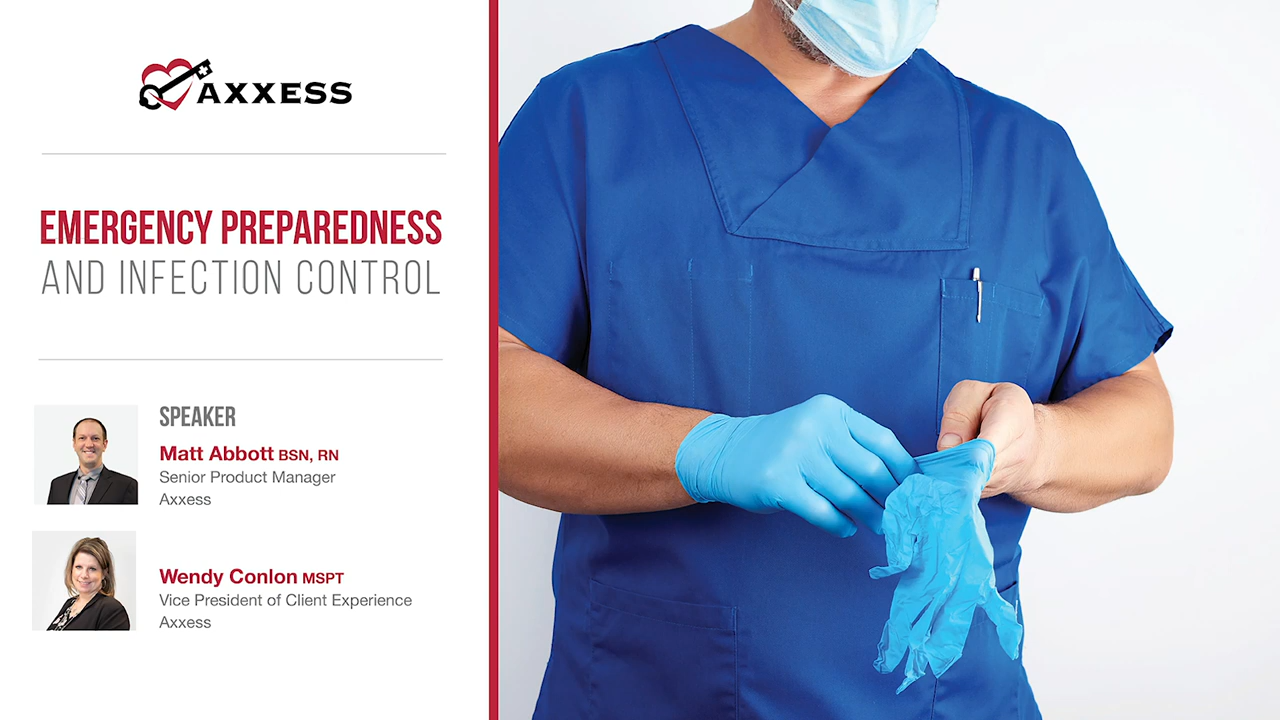 AXXESS
EMERGENCY PREPAREDNESS
AND INFECTION CONTROL
SPEAKER
Matt Abbott BSN, RN
Senior Product Manager
Axxess
Wendy Conlon MSPT
Vice President of Client Experience
Axxess